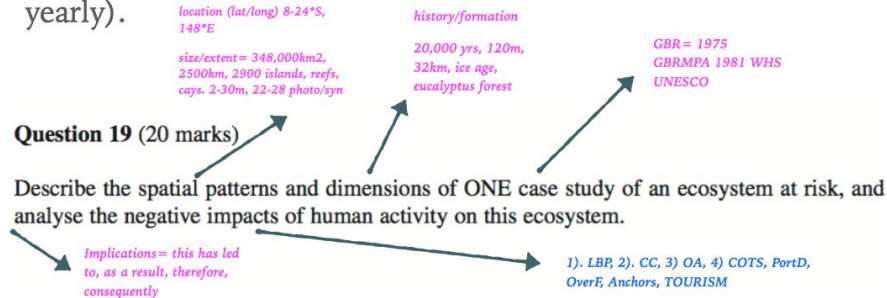 yearly).
location (lat/long) 8-24*S,
148*E
size/extent= 348,000km2,
2500km, 2900 islands, reefs,
cays. 2-30m, 22-28 photo/syn
history/formation
20,000 yrs, 120m,
32km, ice age,
eucalyptus forest
GBR= 1975
GBRMPA 1981 WHS
UNESCO
Question 19 (20 marks)
Describe the spatial patterns and dimensions of ONE case study of an ecosystem at risk, and
analyse the negative impacts of human activity on this ecosystem.
Implications= this has led
to, as a result, therefore,
consequently
1). LBP, 2). CC, 3) OA, 4) COTS, PortD,
OverF, Anchors, TOURISM